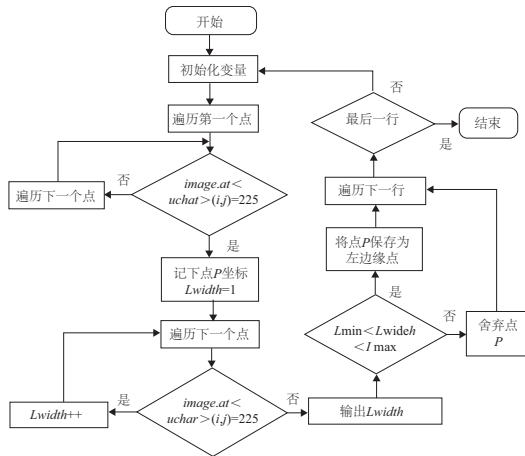 开始
初始化变量
遍历第一个点
image.at<
uchat>(i,j)=225
否
遍历下一个点
是
记下点P坐标
Lwidth=1
遍历下一个点
image.at<
uchar>(i,j)=225
是
Lwidth++
否
输出Lwidth
Lmin<Lwideh
<I max
否
舍弃点
P
是
将点P保存为
左边缘点
遍历下一行
最后一行
否
是
结束